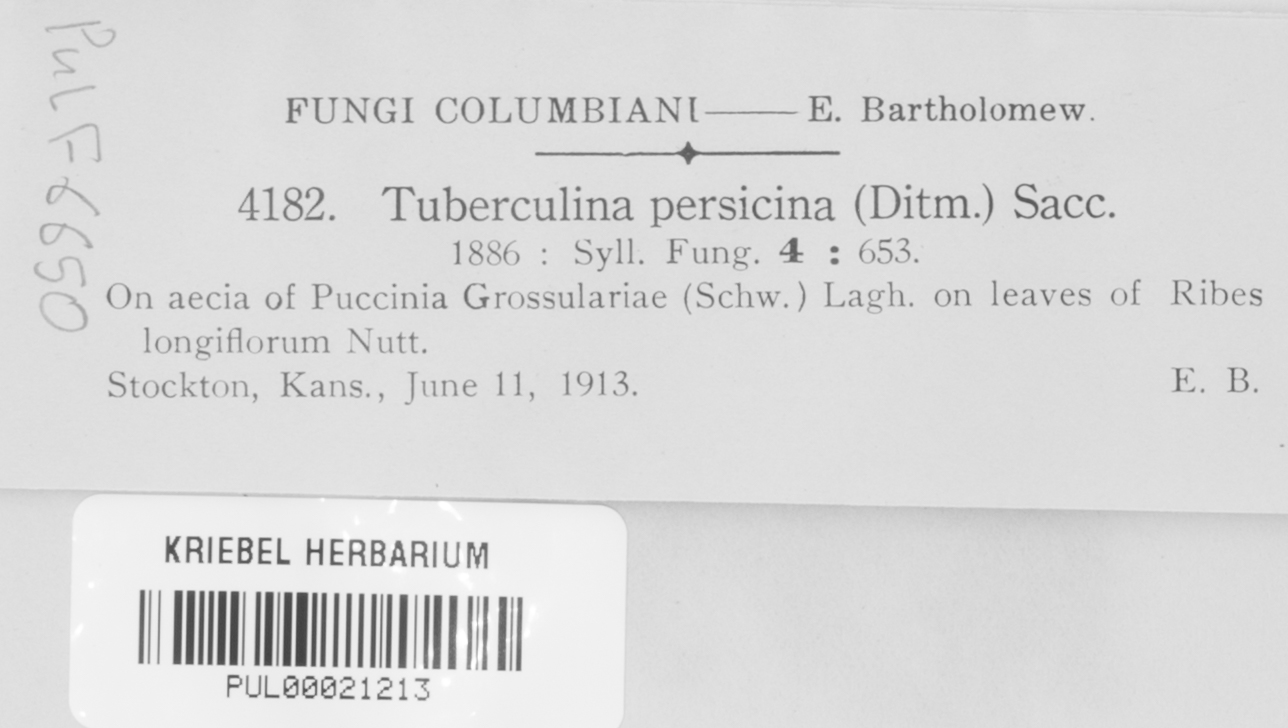 Pul F6650
FUNGI COLUMBIANI—E. Bartholomew.
4182. Tuberculina persicina (Ditm.) Sacc.
1886 : Syll. Fung. 4 : 653.
On aecia of Puccinia Grossulariae (Schw.) Lagh. on leaves of Ribes
longiflorum Nutt.
Stockton, Kans., June 11, 1913. E. B.
KRIEBEL HERBARIUM
PUL00021213